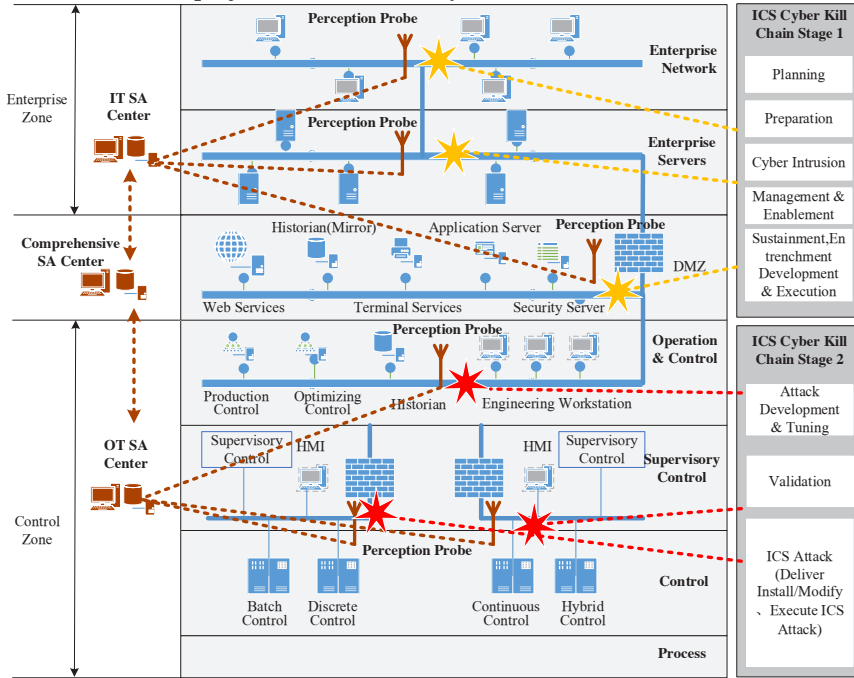 Perception Probe
Enterprise
Network
Enterprise
Zone
IT SA
Center
Perception Probe
Enterprise
Servers
Historian(Mirror)
Application Server
Perception Probe
Comprehensive
SA Center
DMZ
Web Services
Terminal Services
Security Server
Perception Probe
Operation
& Control
Production
Control
Optimizing
Control
Historian
Engineering Workstation
OT SA
Center
Supervisory
Control
HMI
HMI
Supervisory
Control
Supervisory
Control
Control
Zone
Perception Probe
Control
Batch
Control
Discrete
Control
Continuous
Control
Hybrid
Control
Process
ICS Cyber Kill
Chain Stage 1
Planning
Preparation
Cyber Intrusion
Management &
Enablement
Sustainment,En
trenchment
Development
& Execution
ICS Cyber Kill
Chain Stage 2
Attack
Development
& Tuning
Validation
ICS Attack
(Deliver
Install/Modify
、Execute ICS
Attack)